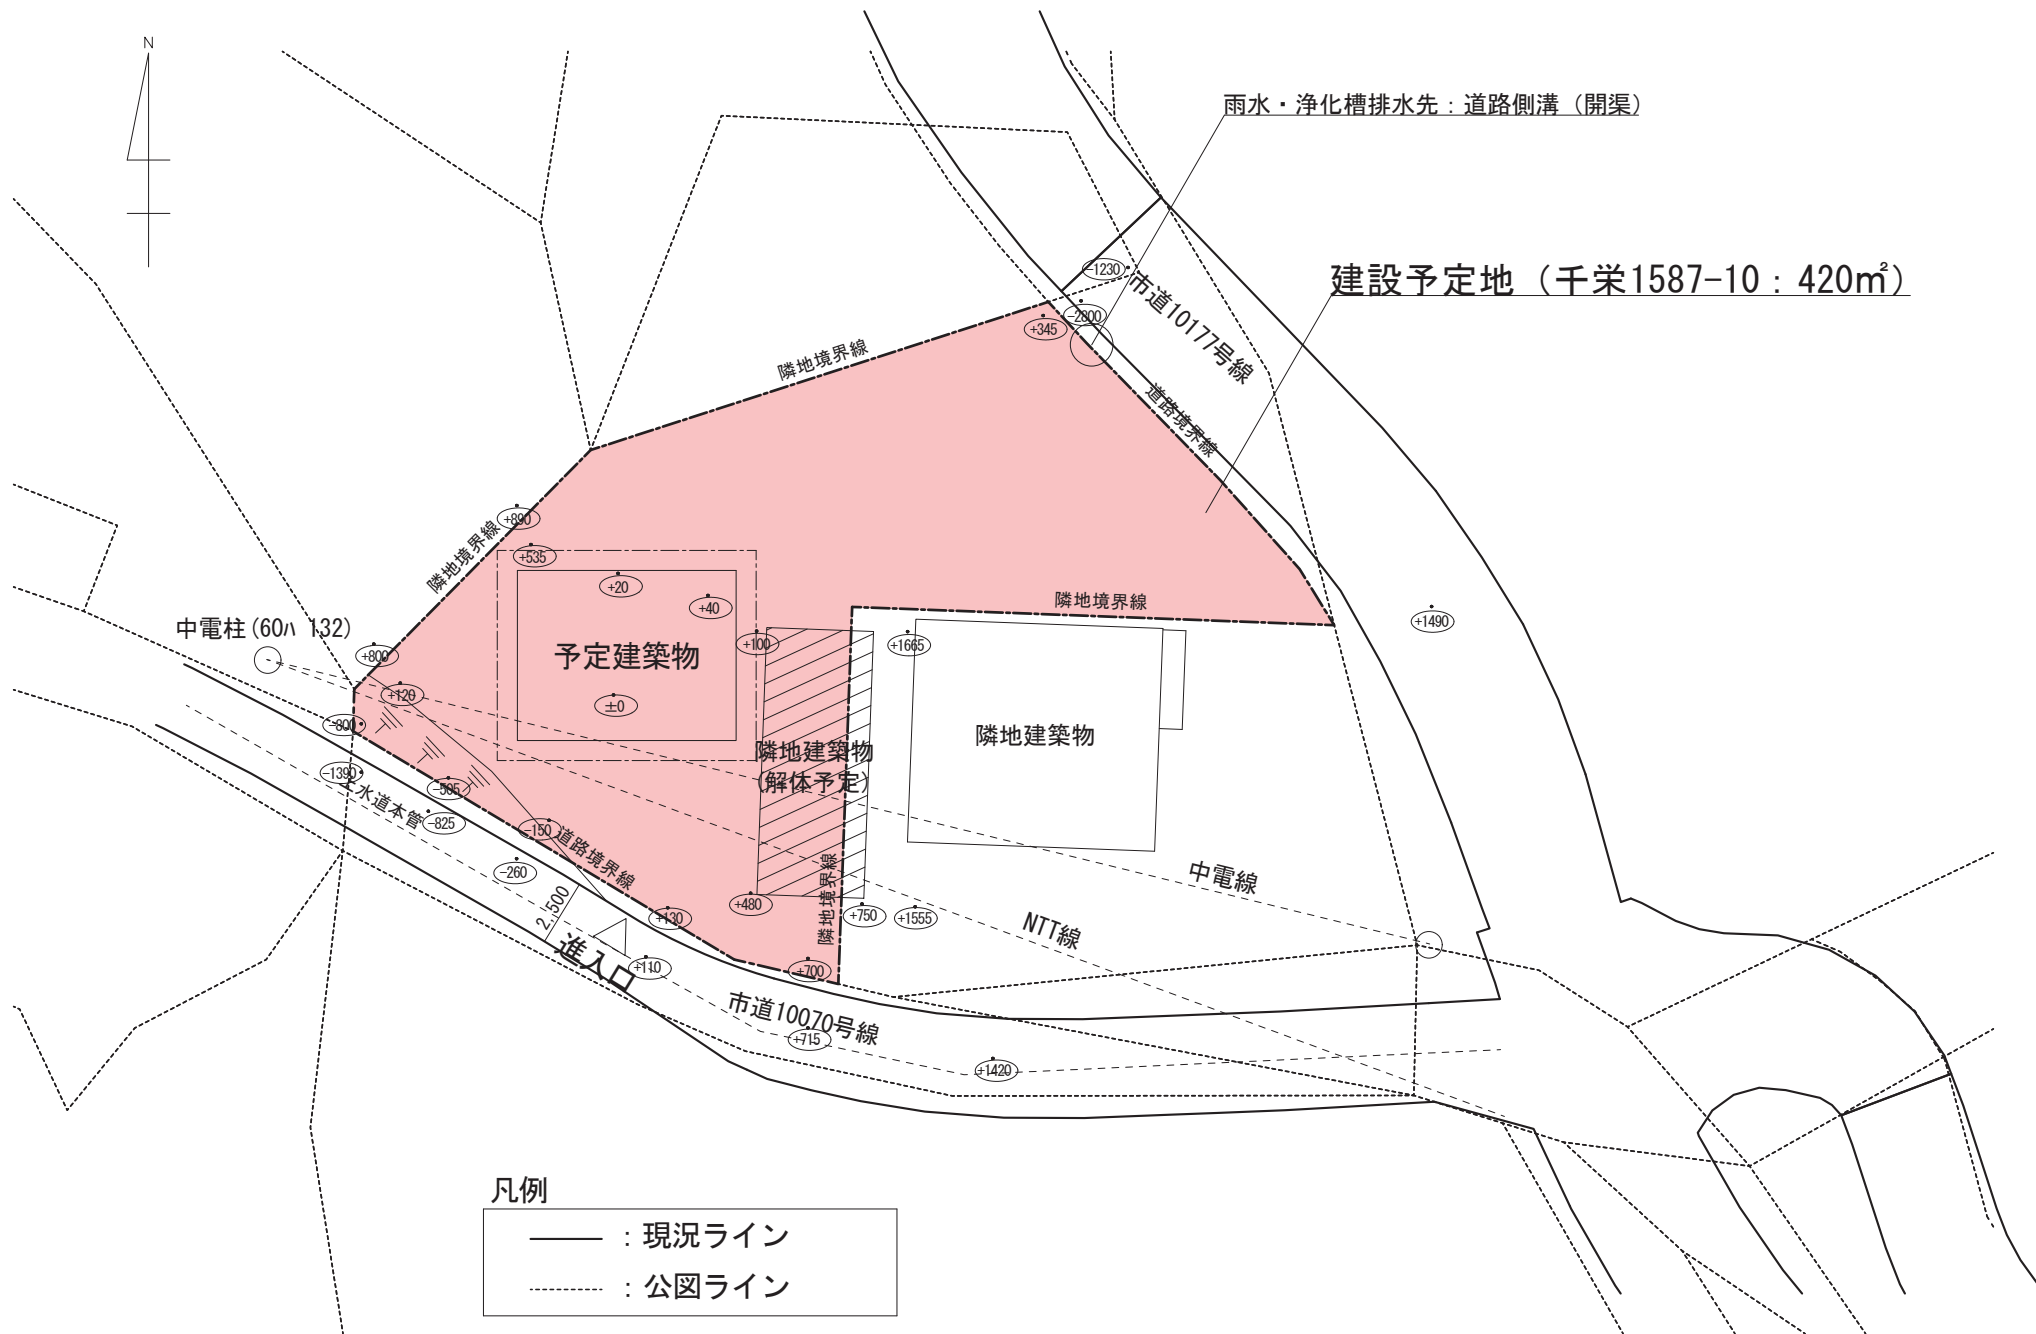 N
雨水・浄化槽排水先：道路側溝（開渠）
建設予定地（千栄1587-10：420㎡）
-1230
市道10177号線
-2800
+345
隣地境界線
道路境界線
+890
隣地境界線
+535
+20
+40
隣地境界線
+1490
中電柱(60ハ 132)
+800
予定建築物
+100
+1665
+120
±0
-800
隣地建築物
(解体予定)
隣地建築物
-1390
上水道本管
-505
-825
-150
道路境界線
-260
2,500
+130
+480
隣地境界線
+750
+1555
中電線
NTT線
進入口
+110
+700
市道10070号線
+715
+1420
凡例
：現況ライン
：公図ライン